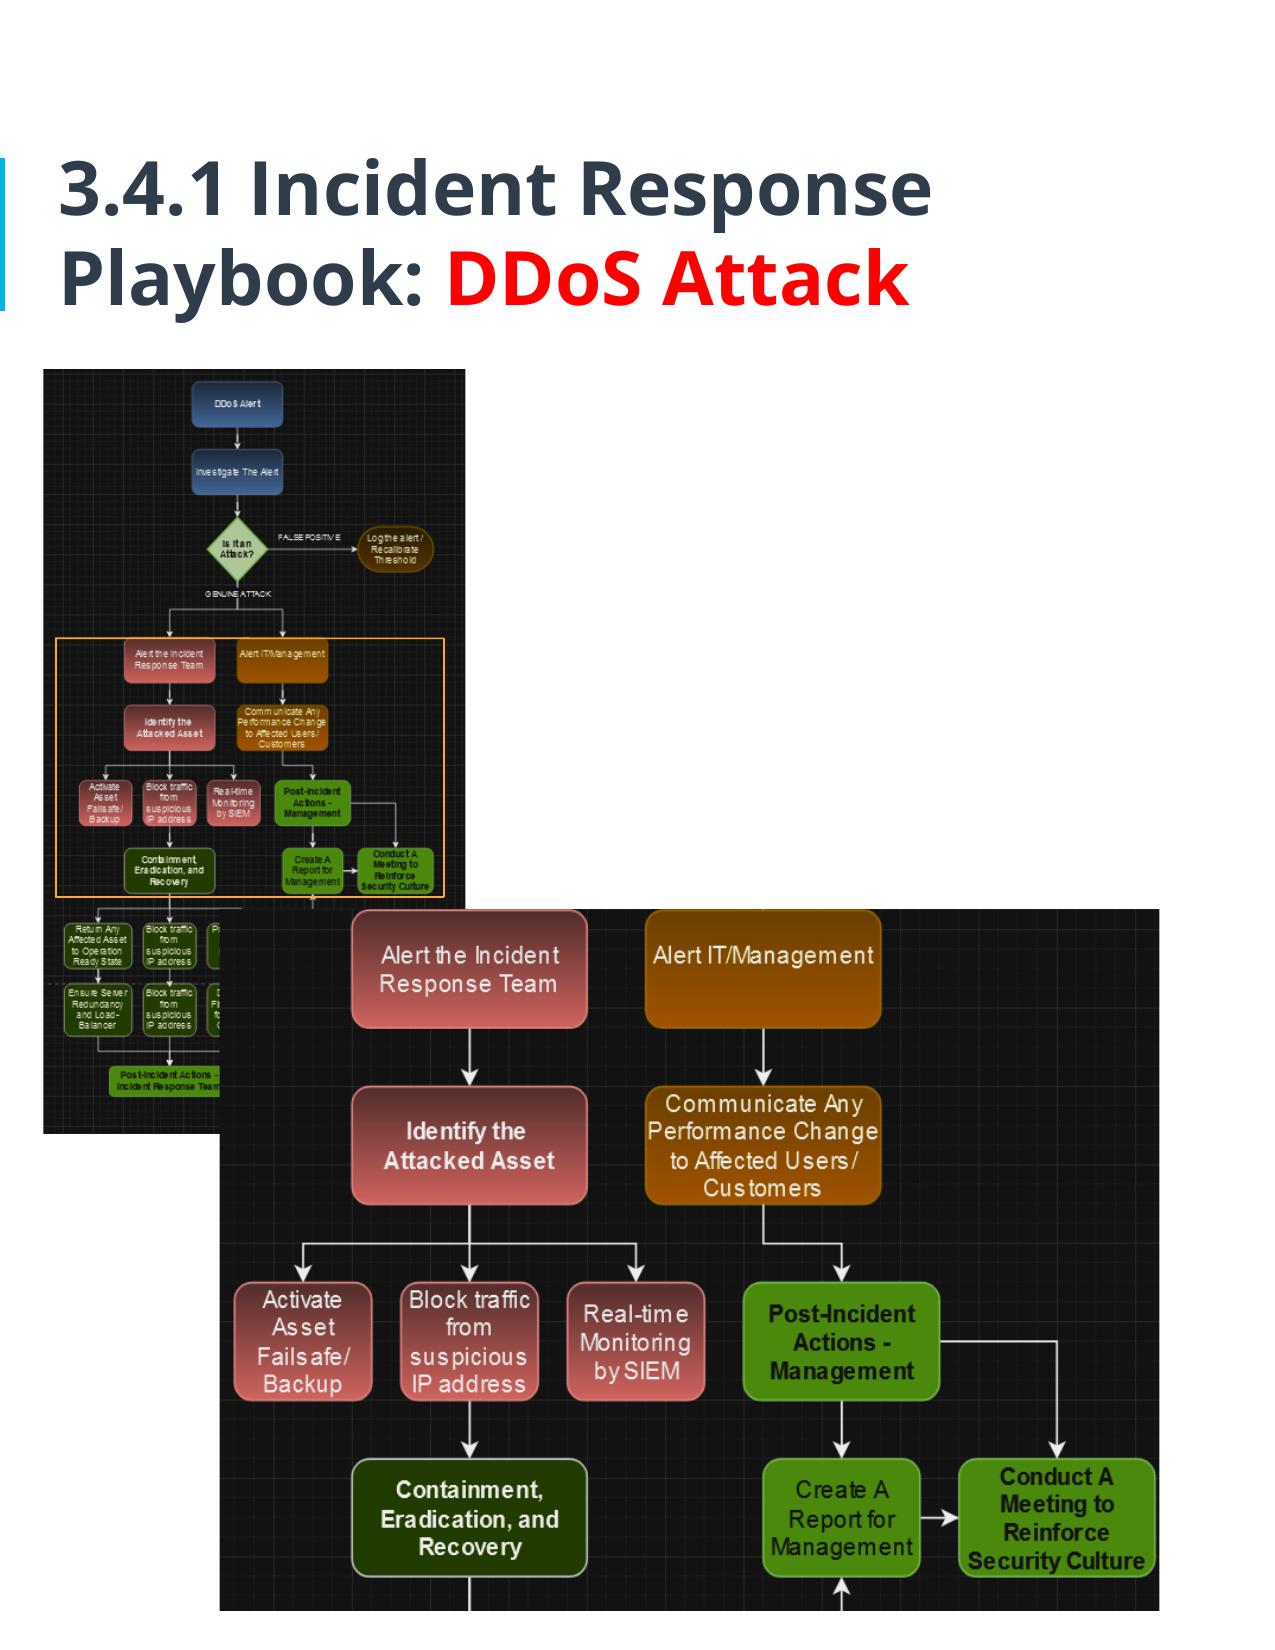 3.4.1 Incident Response
Playbook: DDoS Attack
DDoS Alert
Investigate The Alert
Is it an
Attack?
FALSE POSITIVE
Log the alert /
Recalibrate
Threshold
GENUINE ATTACK
Alert the Incident
Response Team
Alert IT/Management
Identify the
Attacked Asset
Communicate Any
Performance Change
to Affected Users/
Customers
Activate
Asset
Failsafe/
Backup
Block traffic
from
suspicious
IP address
Real-time
Monitoring
by SIEM
Post-Incident
Actions -
Management
Containment,
Eradication, and
Recovery
Create A
Report for
Management
Conduct A
Meeting to
Reinforce
Security Culture
Return Any
Affected Asset
to Operation
Ready State
Block traffic
from
suspicious
IP address
Ensure Server
Redundancy
and Load-
Balancer
Block traffic
from
suspicious
IP address
Post-Incident Actions -
Incident Response Team
Alert the Incident
Response Team
Alert IT/Management
Identify the
Attacked Asset
Communicate Any
Performance Change
to Affected Users/
Customers
Activate
Asset
Failsafe/
Backup
Block traffic
from
suspicious
IP address
Real-time
Monitoring
by SIEM
Post-Incident
Actions -
Management
Containment,
Eradication, and
Recovery
Create A
Report for
Management
Conduct A
Meeting to
Reinforce
Security Culture